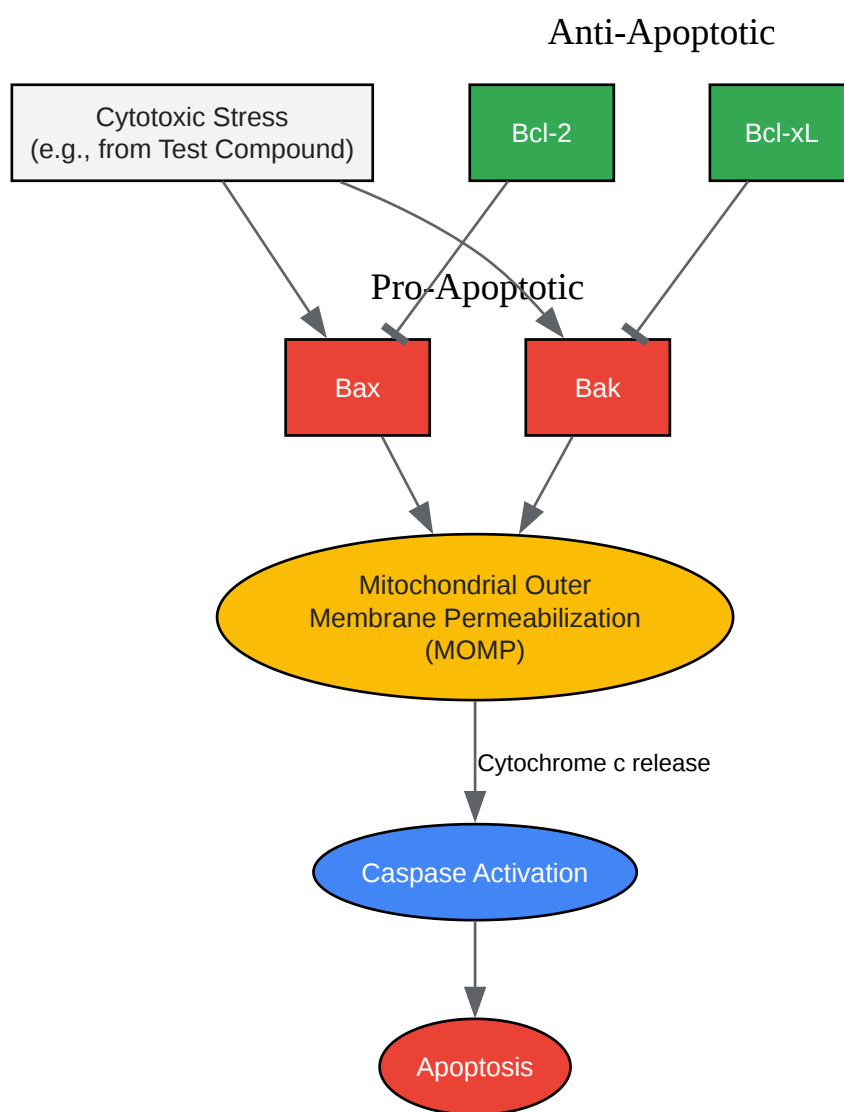 Anti-Apoptotic
Cytotoxic Stress
(e.g., from Test Compound)
Bcl-2
Bcl-xL
Pro-Apoptotic
Bax
Bak
Mitochondrial Outer
Membrane Permeabilization
(MOMP)
Cytochrome c release
Caspase Activation
Apoptosis